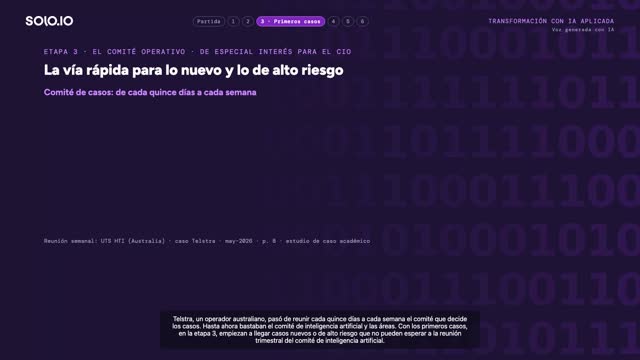 SOLO.IO
Partida 1 2 3 · Primeros casos 4 5 6
TRANSFORMACIÓN CON IA APLICADA
Voz generada con IA
ETAPA 3 · EL COMITÉ OPERATIVO · DE ESPECIAL INTERÉS PARA EL CIO
La vía rápida para lo nuevo y lo de alto riesgo
Comité de casos: de cada quince días a cada semana
Reunión semanal: UTS HTI (Australia) · caso Telstra · may-2026 · p. 8 · estudio de caso académico
Telstra, un operador australiano, pasó de reunir cada quince días a cada semana el comité que decide
los casos. Hasta ahora bastaban el comité de inteligencia artificial y las áreas. Con los primeros casos,
en la etapa 3, empiezan a llegar casos nuevos o de alto riesgo que no pueden esperar a la reunión
trimestral del comité de inteligencia artificial.